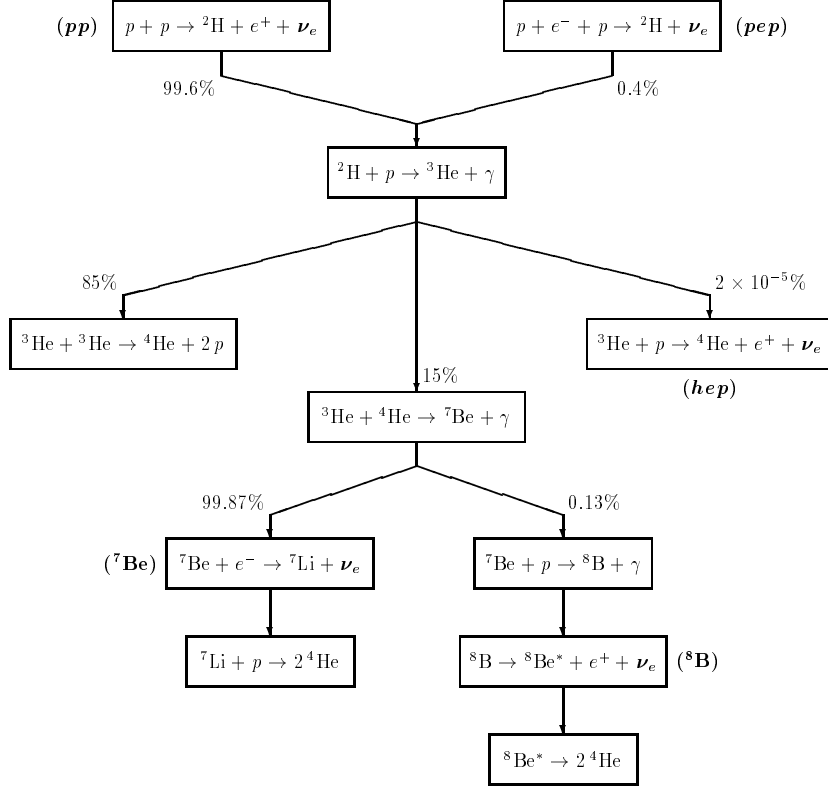 (pp) p + p → ²H + e⁺ + νₑ
p + e⁻ + p → ²H + νₑ (pep)
99.6%
0.4%
²H + p → ³He + γ
85%
2 × 10⁻⁵%
³He + ³He → ⁴He + 2 p
³He + p → ⁴He + e⁺ + νₑ
(hep)
15%
³He + ⁴He → ⁷Be + γ
99.87%
0.13%
(⁷Be) ⁷Be + e⁻ → ⁷Li + νₑ
⁷Be + p → ⁸B + γ
⁷Li + p → 2 ⁴He
⁸B → ⁸Be* + e⁺ + νₑ (⁸B)
⁸Be* → 2 ⁴He